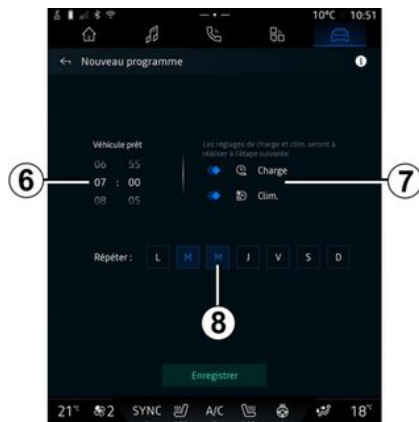 10°C 10:51
Nouveau programme
Véhicule prêt
Les réglages de charge et clim. seront à
réaliser à l'étape suivante.
06 55
07 : 00
08 05
Charge
Clim.
6
7
Répéter : L M M J V S D
8
Enregistrer
21°C 2 SYNC A/C 18°C